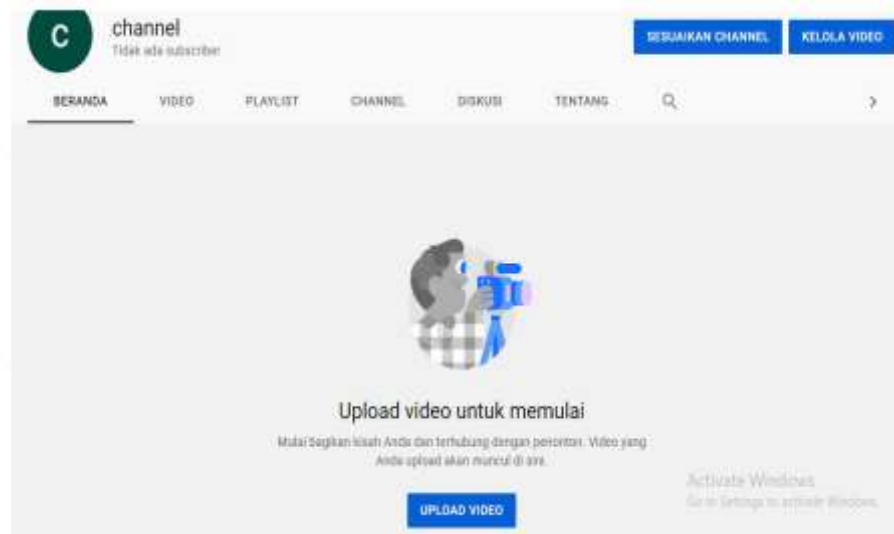 C
channel
Tidak ada subscriber
SESUAIKAN CHANNEL
KELOLA VIDEO
BERANDA
VIDEO
PLAYLIST
CHANNEL
DISKUSI
TENTANG
Upload video untuk memulai
Mulai bagikan kisah Anda dan terhubung dengan penonton. Video yang
Anda upload akan muncul di sini.
UPLOAD VIDEO
Activate Windows
Go to Settings to activate Windows.